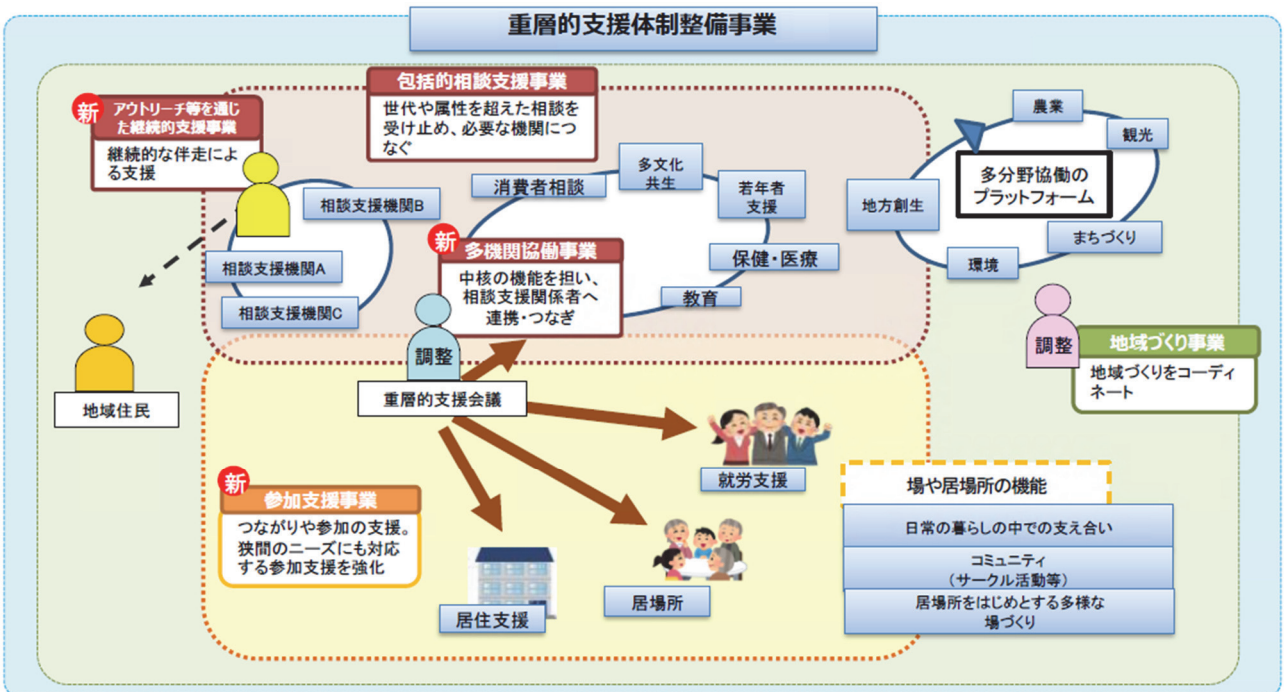 重層的支援体制整備事業
新
アウトリーチ等を通じ
た継続的支援事業
継続的な伴走によ
る支援
包括的相談支援事業
世代や属性を超えた相談を
受け止め、必要な機関につ
なぐ
相談支援機関B
相談支援機関A
相談支援機関C
消費者相談
多文化
共生
若年者
支援
保健・医療
教育
新
多機関協働事業
中核の機能を担い、
相談支援関係者へ
連携・つなぎ
調整
重層的支援会議
農業
観光
多分野協働の
プラットフォーム
地方創生
まちづくり
環境
調整
地域づくり事業
地域づくりをコーディ
ネート
地域住民
新
参加支援事業
つながりや参加の支援。
狭間のニーズにも対応
する参加支援を強化
就労支援
居場所
居住支援
場や居場所の機能
日常の暮らしの中での支え合い
コミュニティ
(サークル活動等)
居場所をはじめとする多様な
場づくり